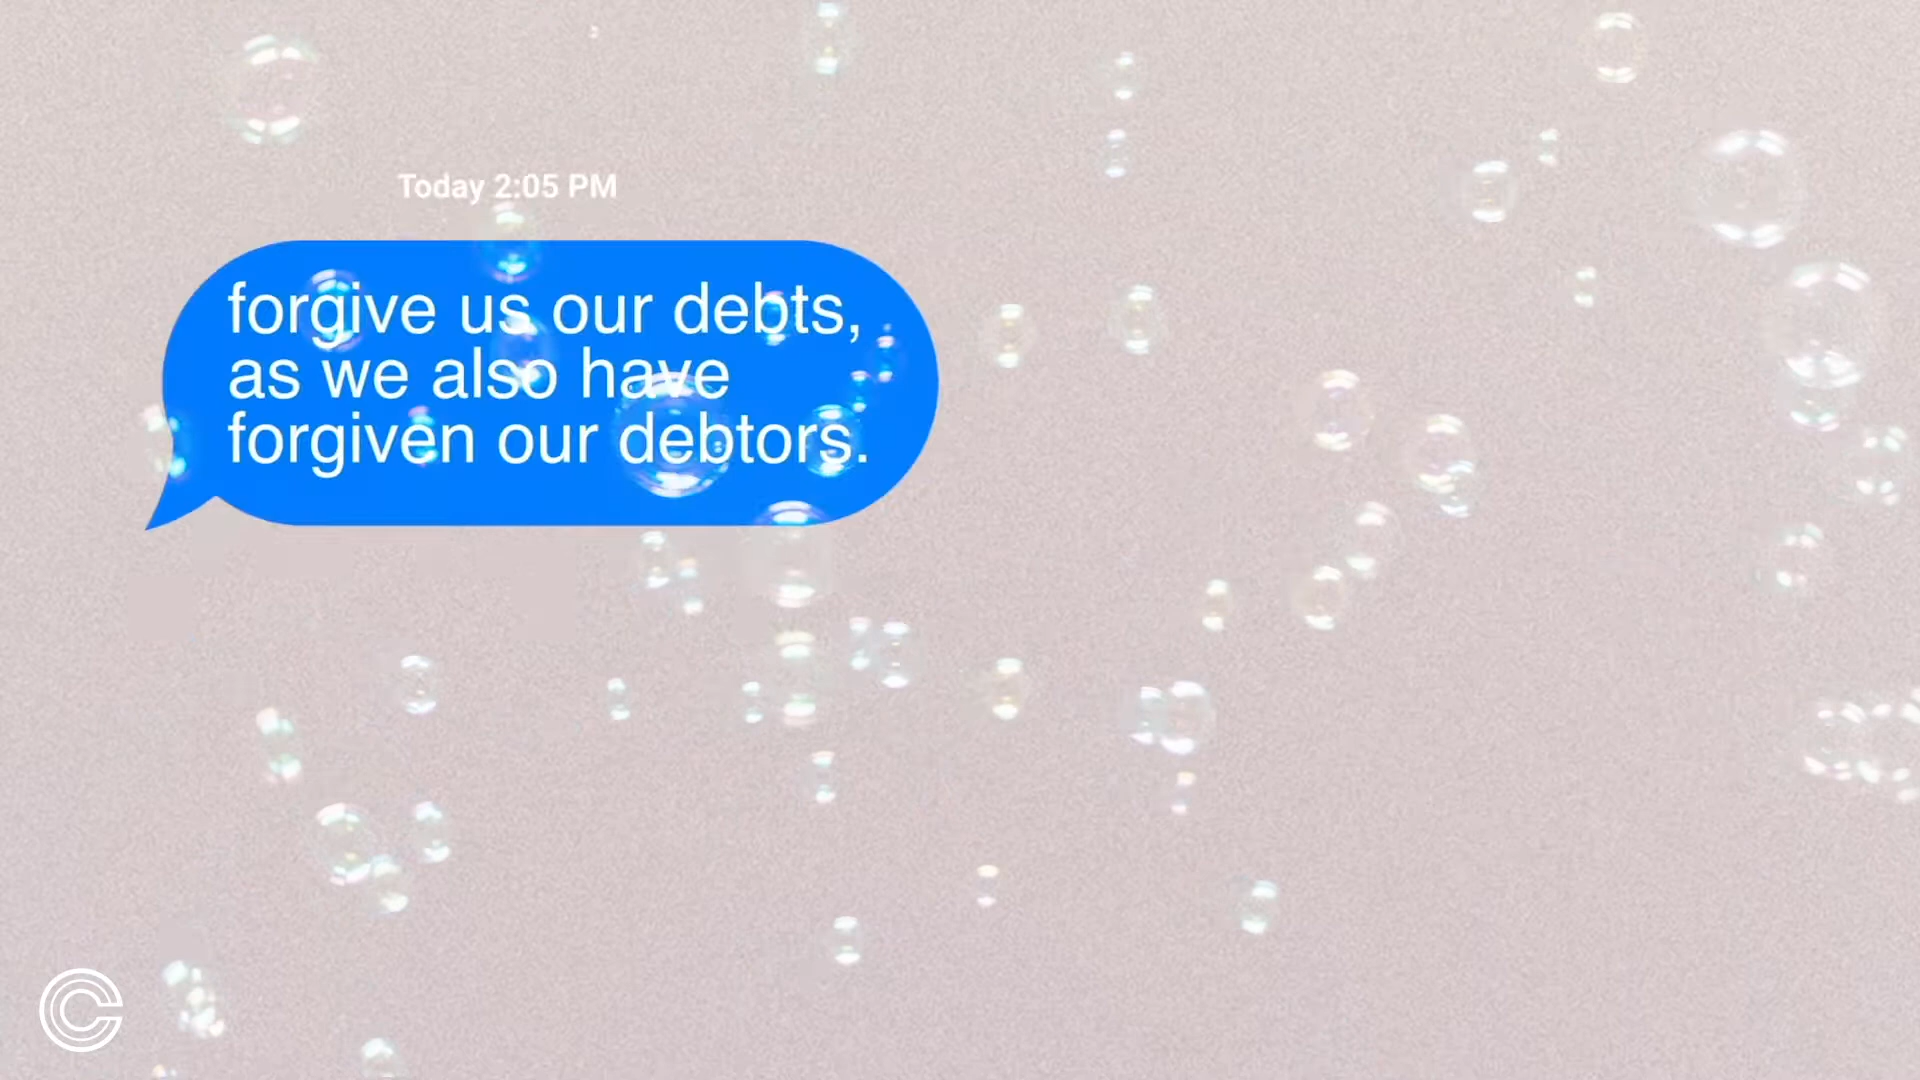 Today 2:05 PM
forgive us our debts,
as we also have
forgiven our debtors.